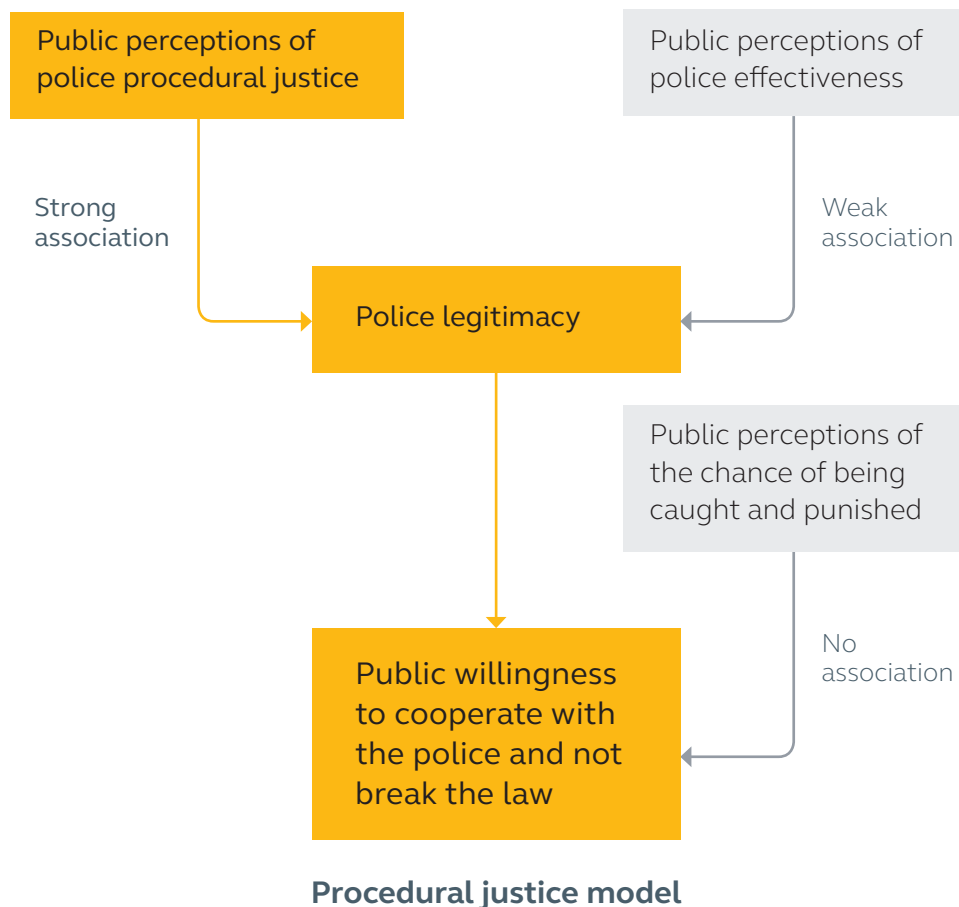 Public perceptions of
police procedural justice
Public perceptions of
police effectiveness
Strong
association
Weak
association
Police legitimacy
Public perceptions of
the chance of being
caught and punished
No
association
Public willingness
to cooperate with
the police and not
break the law
Procedural justice model